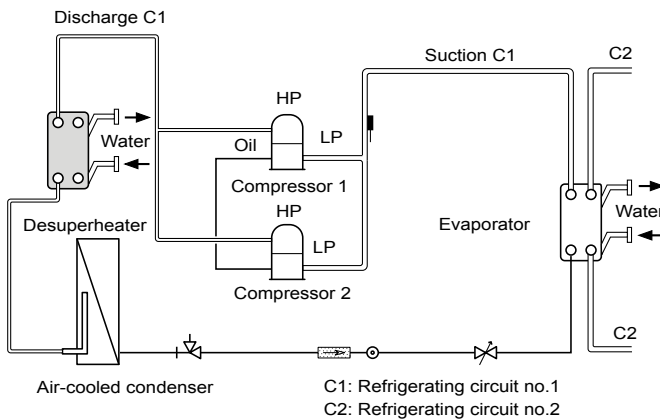 Discharge C1
Suction C1
C2
HP
Water
Oil
LP
Compressor 1
HP
Desuperheater
LP
Evaporator
Water
Compressor 2
C2
Air-cooled condenser
C1: Refrigerating circuit no.1
C2: Refrigerating circuit no.2